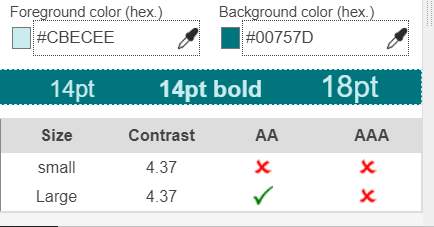 Foreground color (hex.) Background color (hex.)
#CBECEE #00757D
14pt 14pt bold 18pt
Size Contrast AA AAA
small 4.37
Large 4.37